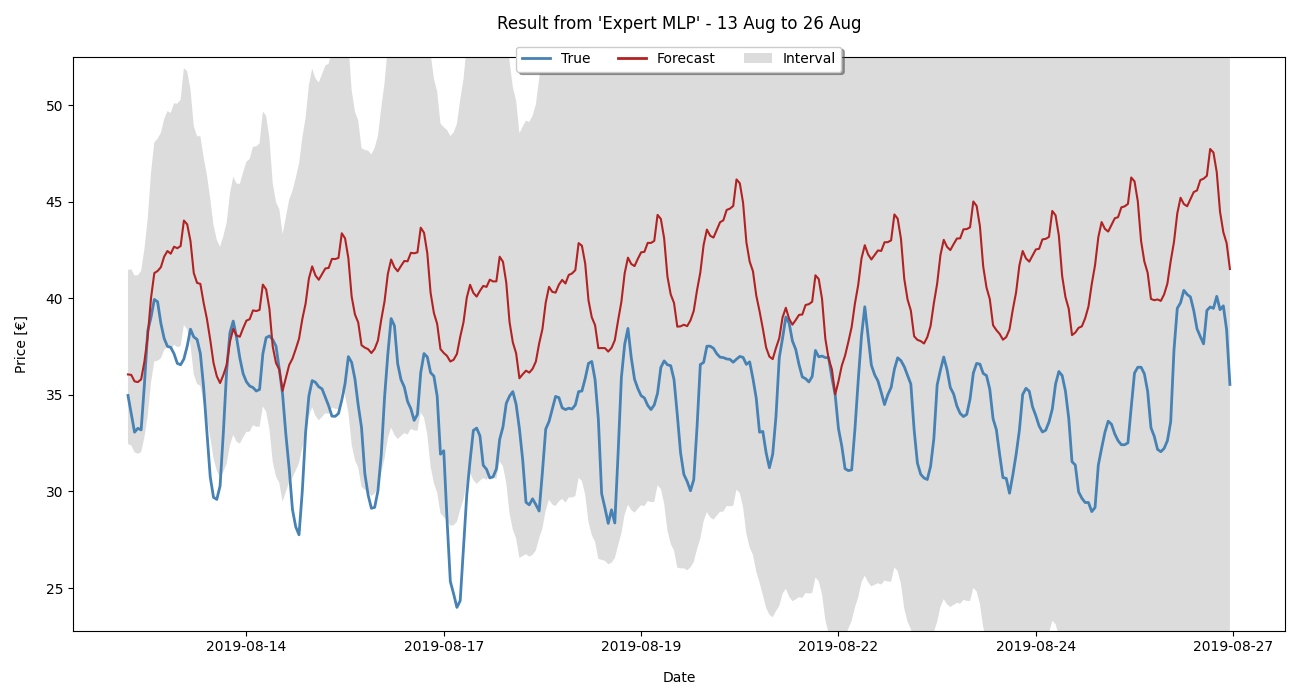 Result from 'Expert MLP' - 13 Aug to 26 Aug
True Forecast Interval
50
45
40
35
30
25
Price [€]
2019-08-14 2019-08-17 2019-08-19 2019-08-22 2019-08-24 2019-08-27
Date